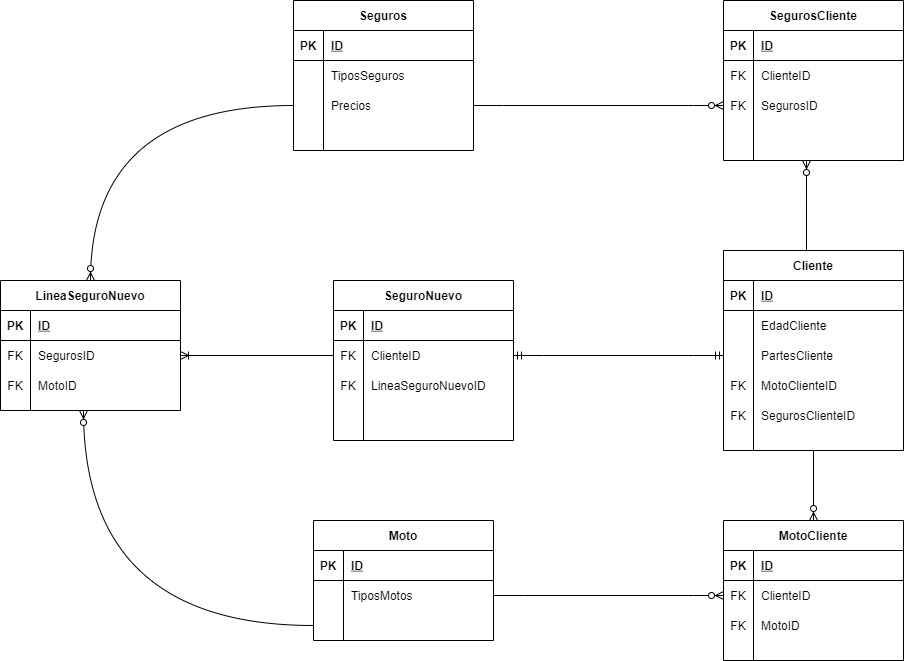 Seguros
PK ID
TiposSeguros
Precios
SegurosCliente
PK ID
FK ClienteID
FK SegurosID
LineaSeguroNuevo
PK ID
FK SegurosID
FK MotoID
SeguroNuevo
PK ID
FK ClienteID
FK LineaSeguroNuevoID
Cliente
PK ID
EdadCliente
PartesCliente
FK MotoClienteID
FK SegurosClienteID
Moto
PK ID
TiposMotos
MotoCliente
PK ID
FK ClienteID
FK MotoID